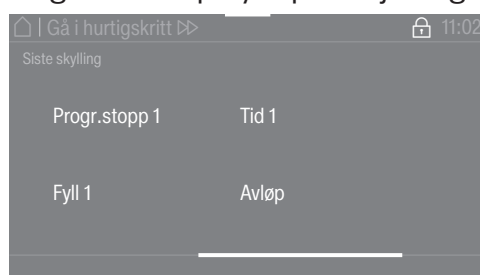 | Gå i hurtigskritt 11:02
Siste skylling
Progr.stopp 1 Tid 1
Fyll 1 Avløp